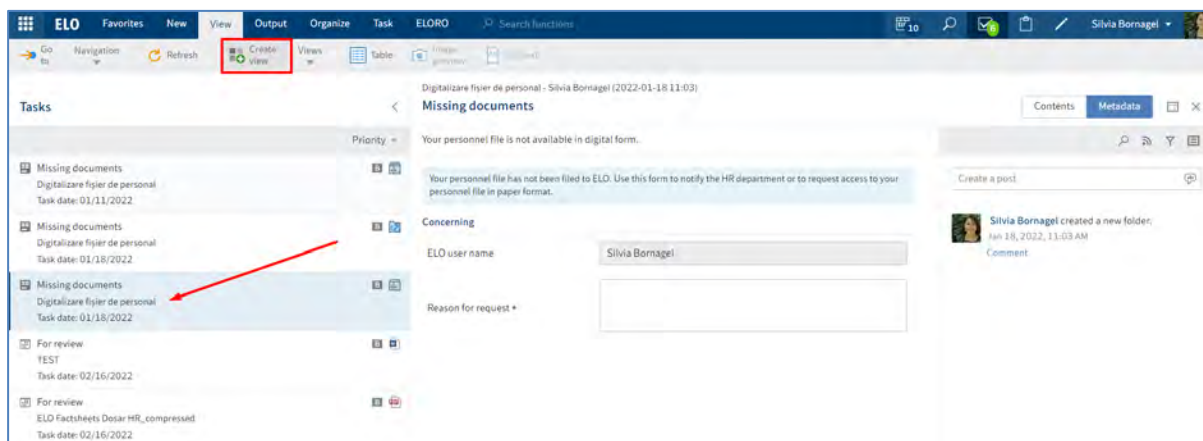 ELO Favorites New View Output Organize Task ELORO Search functions 10 6 Silvia Bornagel
Go to Navigation Refresh Create view Views Table Image preview
Tasks
Priority
Missing documents
Digitalizare fișier de personal
Task date: 01/11/2022
Missing documents
Digitalizare fișier de personal
Task date: 01/18/2022
Missing documents
Digitalizare fișier de personal
Task date: 01/18/2022
For review
TEST
Task date: 02/16/2022
For review
ELO Factsheets Dosar HR_compressed
Task date: 02/16/2022
Digitalizare fișier de personal - Silvia Bornagel (2022-01-18 11:03)
Missing documents
Contents Metadata
Your personnel file is not available in digital form.
Your personnel file has not been filed to ELO. Use this form to notify the HR department or to request access to your
personnel file in paper format.
Concerning
ELO user name Silvia Bornagel
Reason for request *
Create a post
Silvia Bornagel created a new folder.
Jan 18, 2022, 11:03 AM
Comment